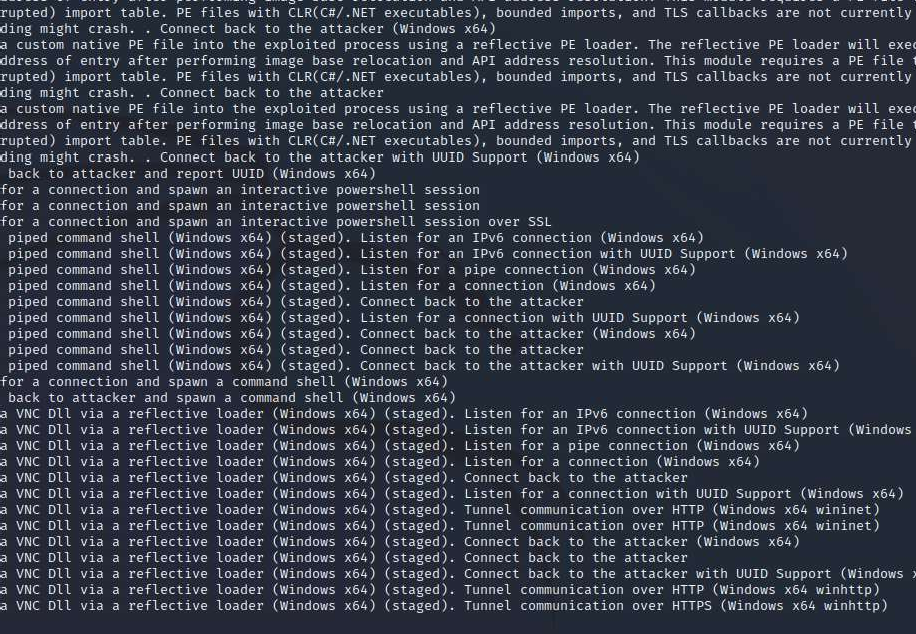 ding might crash. . Connect back to the attacker (Windows x64)
a custom native PE file into the exploited process using a reflective PE loader. The reflective PE loader will exec
ddress of entry after performing image base relocation and API address resolution. This module requires a PE file t
rupted) import table. PE files with CLR(C#/.NET executables), bounded imports, and TLS callbacks are not currently
ding might crash. . Connect back to the attacker
a custom native PE file into the exploited process using a reflective PE loader. The reflective PE loader will exec
ddress of entry after performing image base relocation and API address resolution. This module requires a PE file t
rupted) import table. PE files with CLR(C#/.NET executables), bounded imports, and TLS callbacks are not currently
ding might crash. . Connect back to the attacker with UUID Support (Windows x64)
back to attacker and report UUID (Windows x64)
for a connection and spawn an interactive powershell session
for a connection and spawn an interactive powershell session
for a connection and spawn an interactive powershell session over SSL
piped command shell (Windows x64) (staged). Listen for an IPv6 connection (Windows x64)
piped command shell (Windows x64) (staged). Listen for an IPv6 connection with UUID Support (Windows x64)
piped command shell (Windows x64) (staged). Listen for a pipe connection (Windows x64)
piped command shell (Windows x64) (staged). Listen for a connection (Windows x64)
piped command shell (Windows x64) (staged). Connect back to the attacker
piped command shell (Windows x64) (staged). Listen for a connection with UUID Support (Windows x64)
piped command shell (Windows x64) (staged). Connect back to the attacker (Windows x64)
piped command shell (Windows x64) (staged). Connect back to the attacker
piped command shell (Windows x64) (staged). Connect back to the attacker with UUID Support (Windows x64)
for a connection and spawn a command shell (Windows x64)
back to attacker and spawn a command shell (Windows x64)
a VNC Dll via a reflective loader (Windows x64) (staged). Listen for an IPv6 connection (Windows x64)
a VNC Dll via a reflective loader (Windows x64) (staged). Listen for an IPv6 connection with UUID Support (Windows
a VNC Dll via a reflective loader (Windows x64) (staged). Listen for a pipe connection (Windows x64)
a VNC Dll via a reflective loader (Windows x64) (staged). Listen for a connection (Windows x64)
a VNC Dll via a reflective loader (Windows x64) (staged). Connect back to the attacker
a VNC Dll via a reflective loader (Windows x64) (staged). Listen for a connection with UUID Support (Windows x64)
a VNC Dll via a reflective loader (Windows x64) (staged). Tunnel communication over HTTP (Windows x64 wininet)
a VNC Dll via a reflective loader (Windows x64) (staged). Tunnel communication over HTTP (Windows x64 wininet)
a VNC Dll via a reflective loader (Windows x64) (staged). Connect back to the attacker (Windows x64)
a VNC Dll via a reflective loader (Windows x64) (staged). Connect back to the attacker
a VNC Dll via a reflective loader (Windows x64) (staged). Connect back to the attacker with UUID Support (Windows x
a VNC Dll via a reflective loader (Windows x64) (staged). Tunnel communication over HTTP (Windows x64 winhttp)
a VNC Dll via a reflective loader (Windows x64) (staged). Tunnel communication over HTTPS (Windows x64 winhttp)